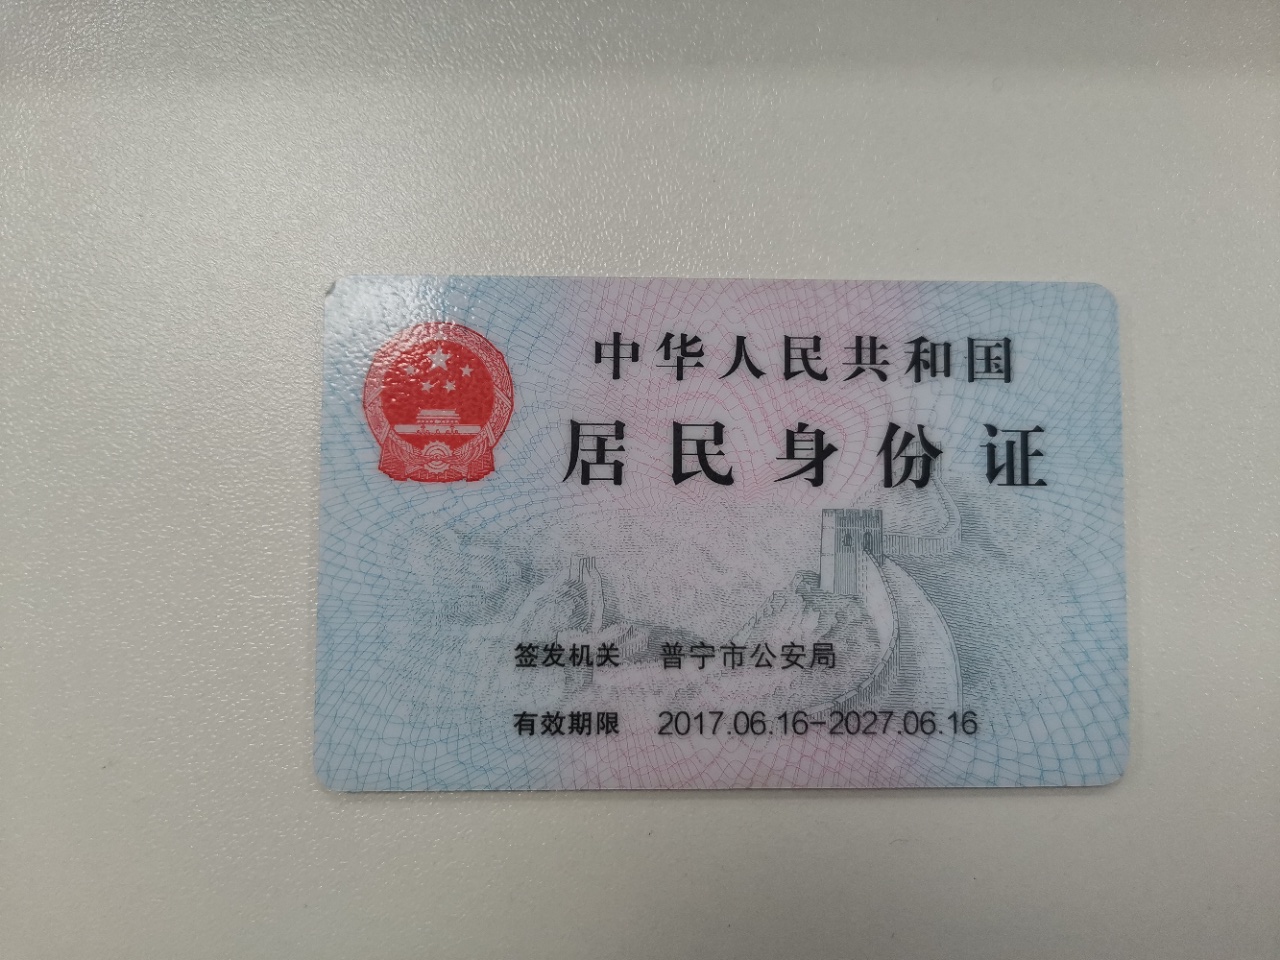 中华人民共和国
居民身份证
签发机关 普宁市公安局
有效期限 2017.06.16-2027.06.16